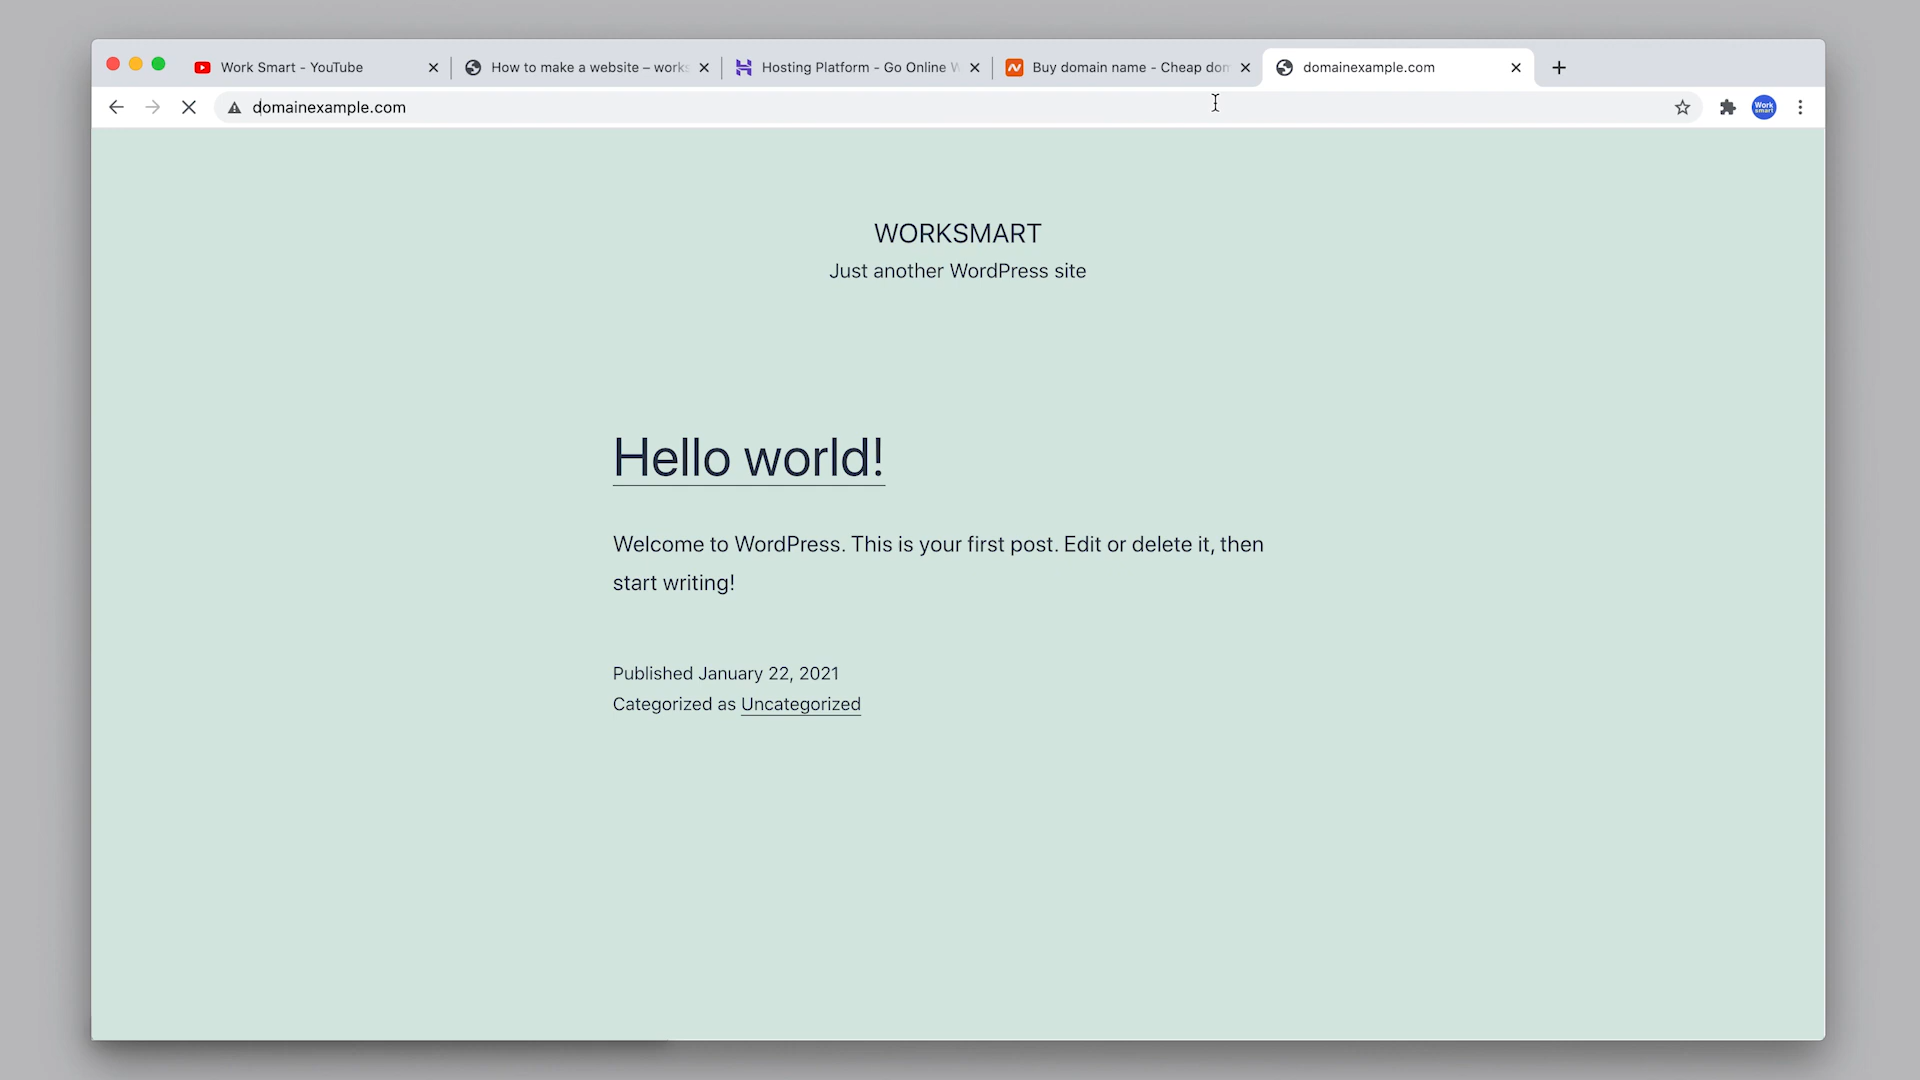 Work Smart - YouTube
How to make a website – works
Hosting Platform - Go Online W
Buy domain name - Cheap dom
domainexample.com
domainexample.com
Work
smart
WORKSMART
Just another WordPress site
Hello world!
Welcome to WordPress. This is your first post. Edit or delete it, then
start writing!
Published January 22, 2021
Categorized as Uncategorized